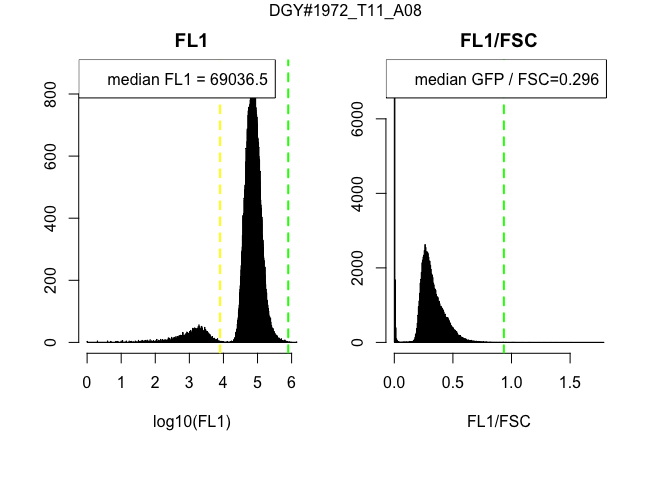 DGY#1972_T11_A08
FL1
median FL1 = 69036.5
800
600
400
200
0
0 1 2 3 4 5 6
log10(FL1)
FL1/FSC
median GFP / FSC=0.296
6000
4000
2000
0
0.0 0.5 1.0 1.5
FL1/FSC